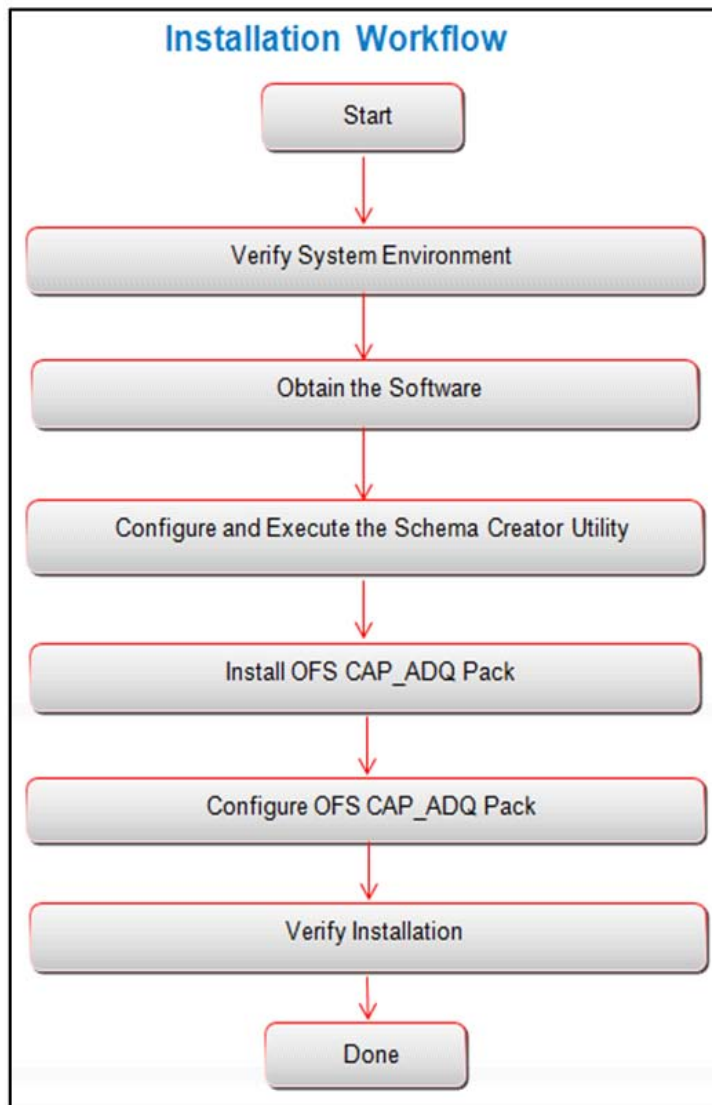 Installation Workflow
Start
Verify System Environment
Obtain the Software
Configure and Execute the Schema Creator Utility
Install OFS CAP_ADQ Pack
Configure OFS CAP_ADQ Pack
Verify Installation
Done